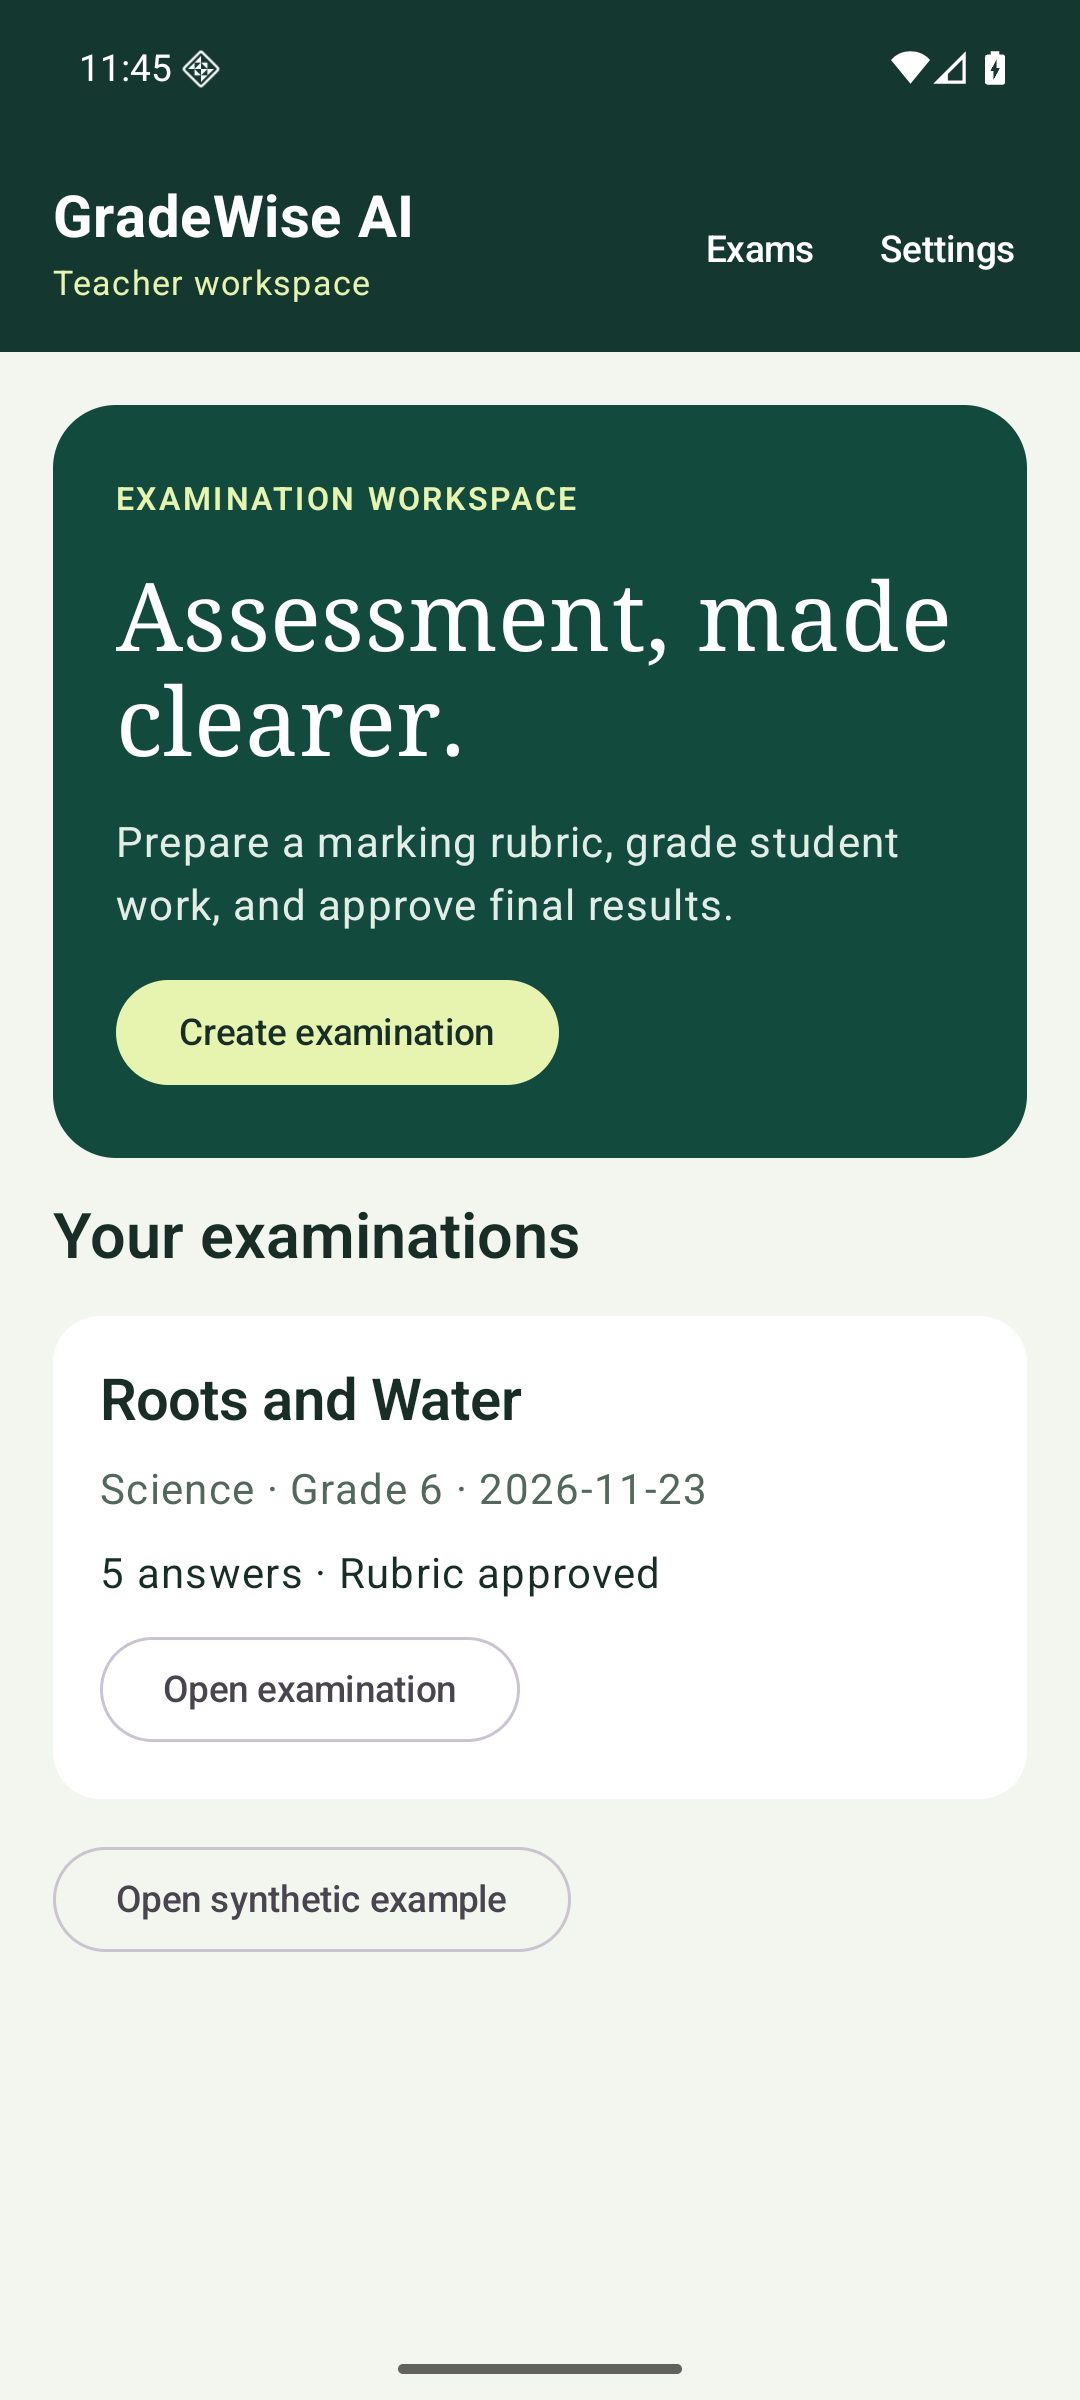 11:45
GradeWise AI
Teacher workspace
Exams
Settings
EXAMINATION WORKSPACE
Assessment, made
clearer.
Prepare a marking rubric, grade student
work, and approve final results.
Create examination
Your examinations
Roots and Water
Science · Grade 6 · 2026-11-23
5 answers · Rubric approved
Open examination
Open synthetic example